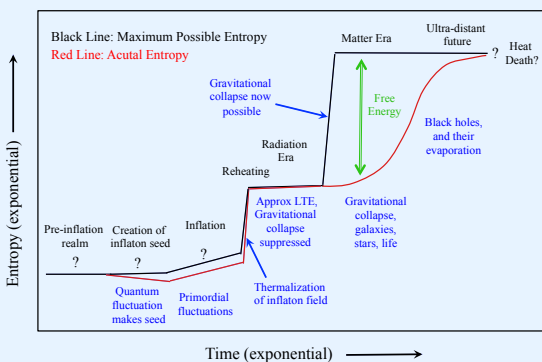 Black Line: Maximum Possible Entropy
Red Line: Acutal Entropy
Matter Era
Ultra-distant
future
?
Heat
Death?
Gravitational
collapse now
possible
Free
Energy
Black holes,
and their
evaporation
Radiation
Era
Reheating
Approx LTE,
Gravitational
collapse
suppressed
Gravitational
collapse,
galaxies,
stars, life
Pre-inflation
realm
?
Creation of
inflaton seed
?
Inflation
?
Quantum
fluctuation
makes seed
Primordial
fluctuations
Thermalization
of inflaton field
Entropy (exponential)
Time (exponential)